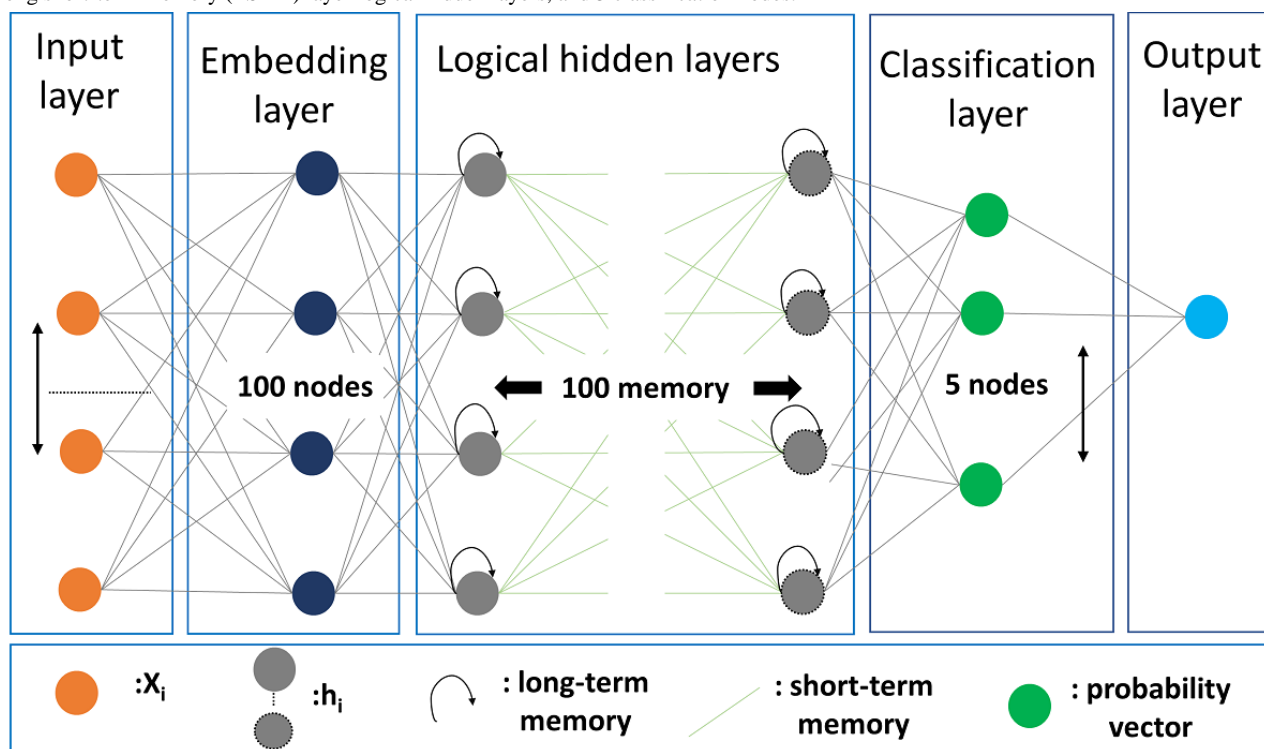 Input
layer
Embedding
layer
Logical hidden layers
Classification
layer
Output
layer
100 nodes
100 memory
5 nodes
:Xi
:hi
: long-term
memory
: short-term
memory
: probability
vector